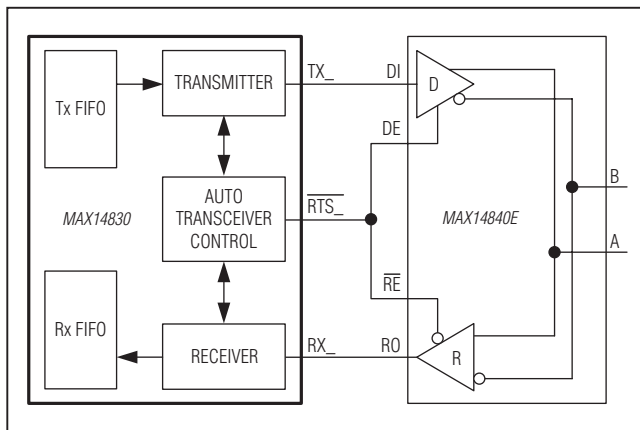 Tx FIFO
TRANSMITTER
TX_
DI
D
DE
MAX14830
AUTO
TRANSCEIVER
CONTROL
RTS_
MAX14840E
B
A
RE
Rx FIFO
RECEIVER
RX_
RO
R